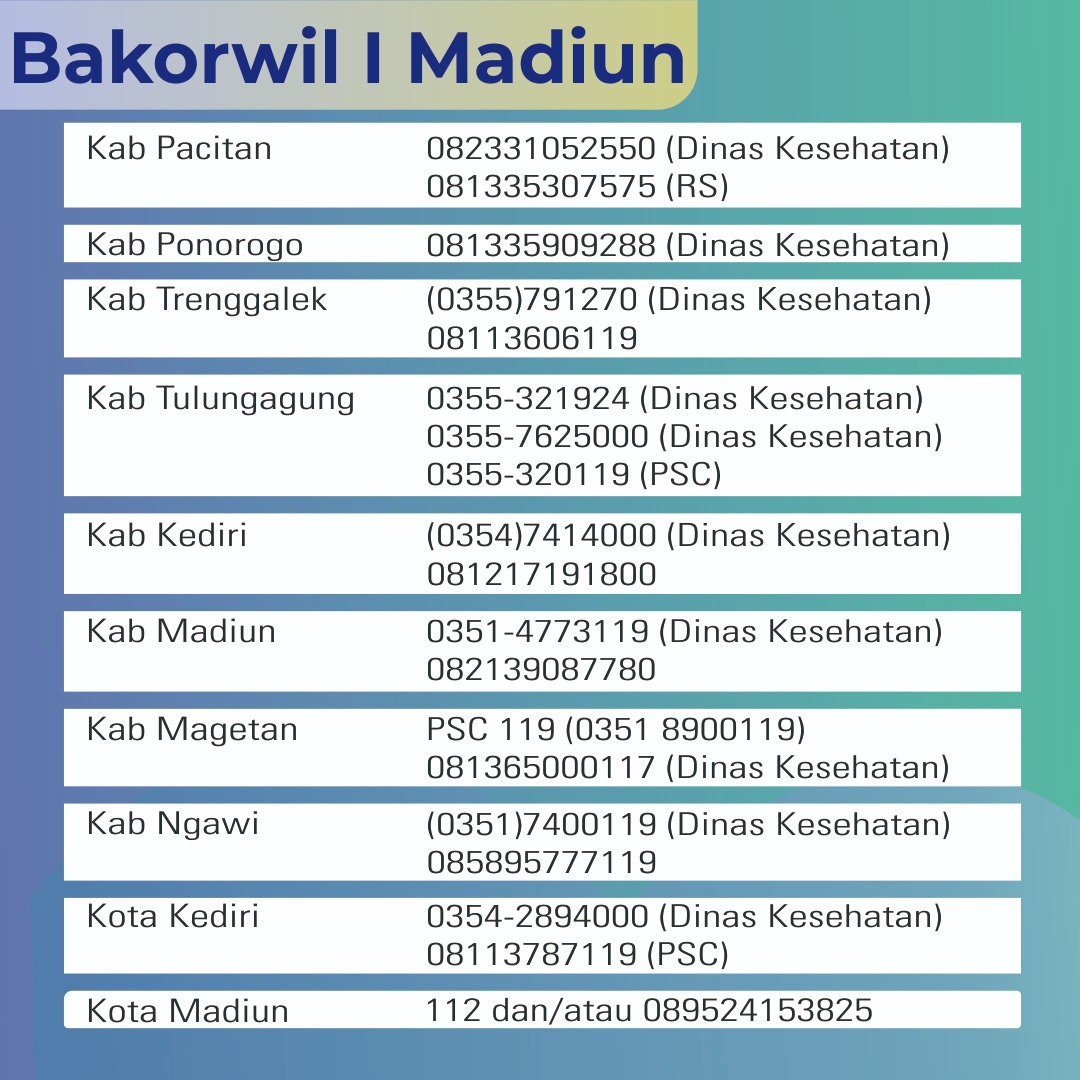 Bakorwil I Madiun
Kab Pacitan 082331052550 (Dinas Kesehatan)
081335307575 (RS)
Kab Ponorogo 081335909288 (Dinas Kesehatan)
Kab Trenggalek (0355)791270 (Dinas Kesehatan)
08113606119
Kab Tulungagung 0355-321924 (Dinas Kesehatan)
0355-7625000 (Dinas Kesehatan)
0355-320119 (PSC)
Kab Kediri (0354)7414000 (Dinas Kesehatan)
081217191800
Kab Madiun 0351-4773119 (Dinas Kesehatan)
082139087780
Kab Magetan PSC 119 (0351 8900119)
081365000117 (Dinas Kesehatan)
Kab Ngawi (0351)7400119 (Dinas Kesehatan)
085895777119
Kota Kediri 0354-2894000 (Dinas Kesehatan)
08113787119 (PSC)
Kota Madiun 112 dan/atau 089524153825